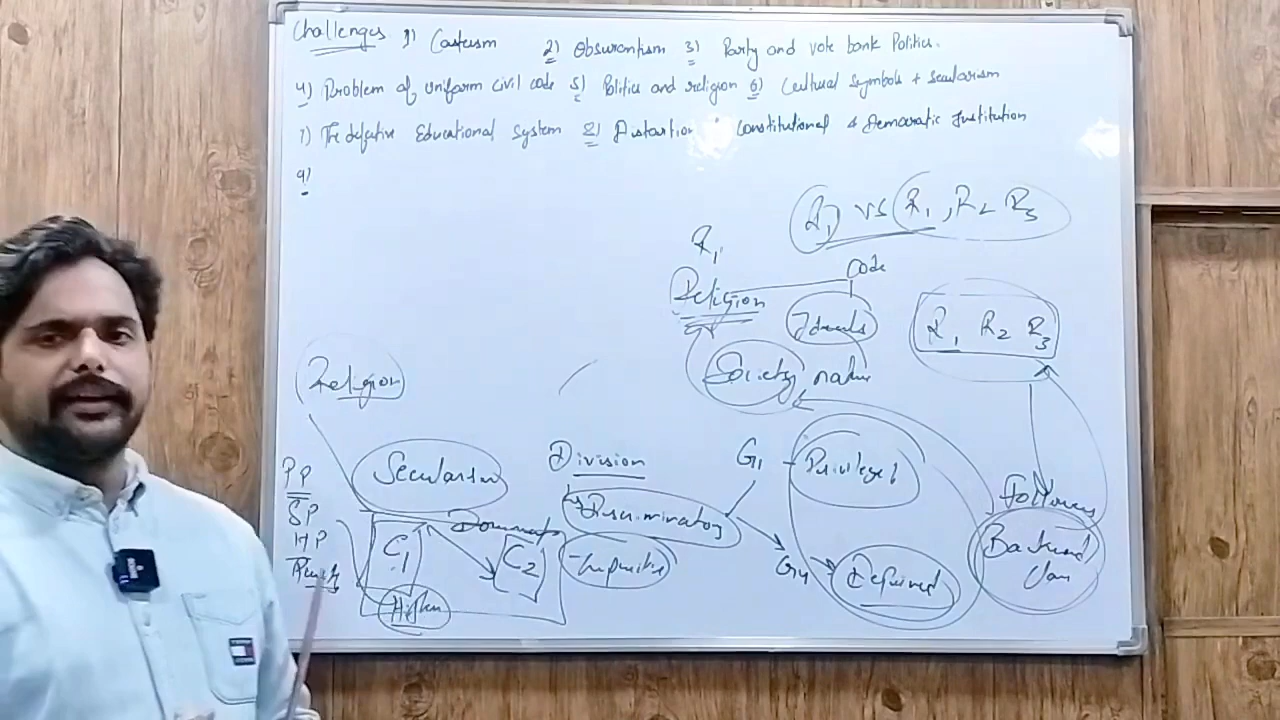 Challenges 1) Casteism 2) Obsurantism 3) Party and vote bank Politics.
4) Problem of uniform civil code 5) Politics and religion 6) Cultural Symbols + Secularism
7) The defective Educational System 8) Distortion Constitutional & Democratic Institution
9)
R1 vs R1, R2 R3
R1
Code
Religion
Ideals
R1 R2 R3
Society
Religion
Division
G1 - Privileged
PP
Secularism
followers
SP
Discriminatory
HP
C1 C2
Backward
Class
Deprived
Higher